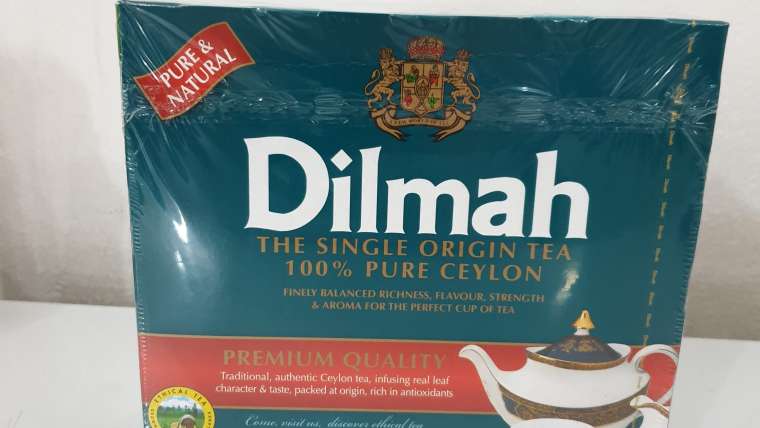 PURE &
NATURAL
Dilmah
THE SINGLE ORIGIN TEA
100% PURE CEYLON
FINELY BALANCED RICHNESS, FLAVOUR, STRENGTH
& AROMA FOR THE PERFECT CUP OF TEA
PREMIUM QUALITY
Traditional, authentic Ceylon tea, infusing real leaf
character & taste, packed at origin, rich in antioxidants
ETHICAL TEA
Come, visit us, discover ethical tea